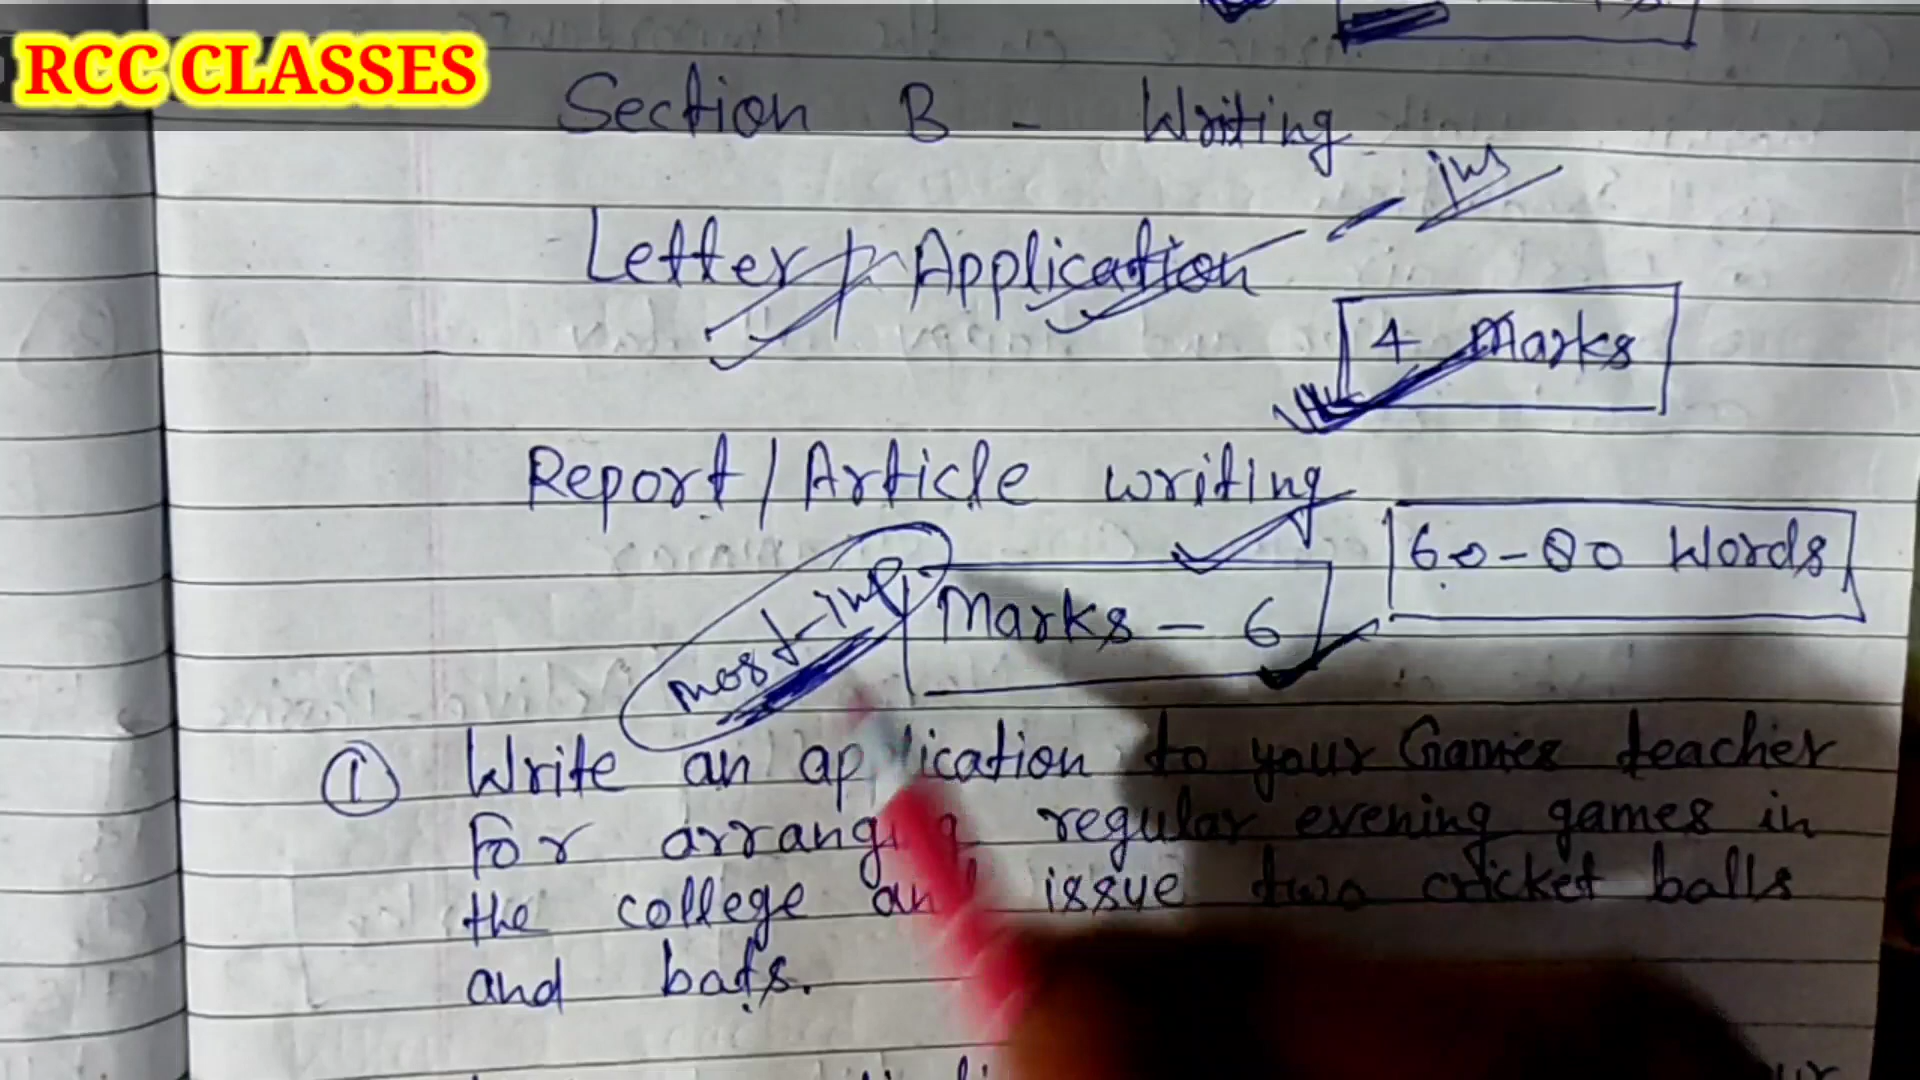 RCC CLASSES
Section B - Writing
Letter / Application
4 Marks
Report/Article writing
60-80 Words
most-imp
Marks - 6
① Write an application to your Games teacher
For arranging regular evening games in
the college and issue two cricket balls
and bats.